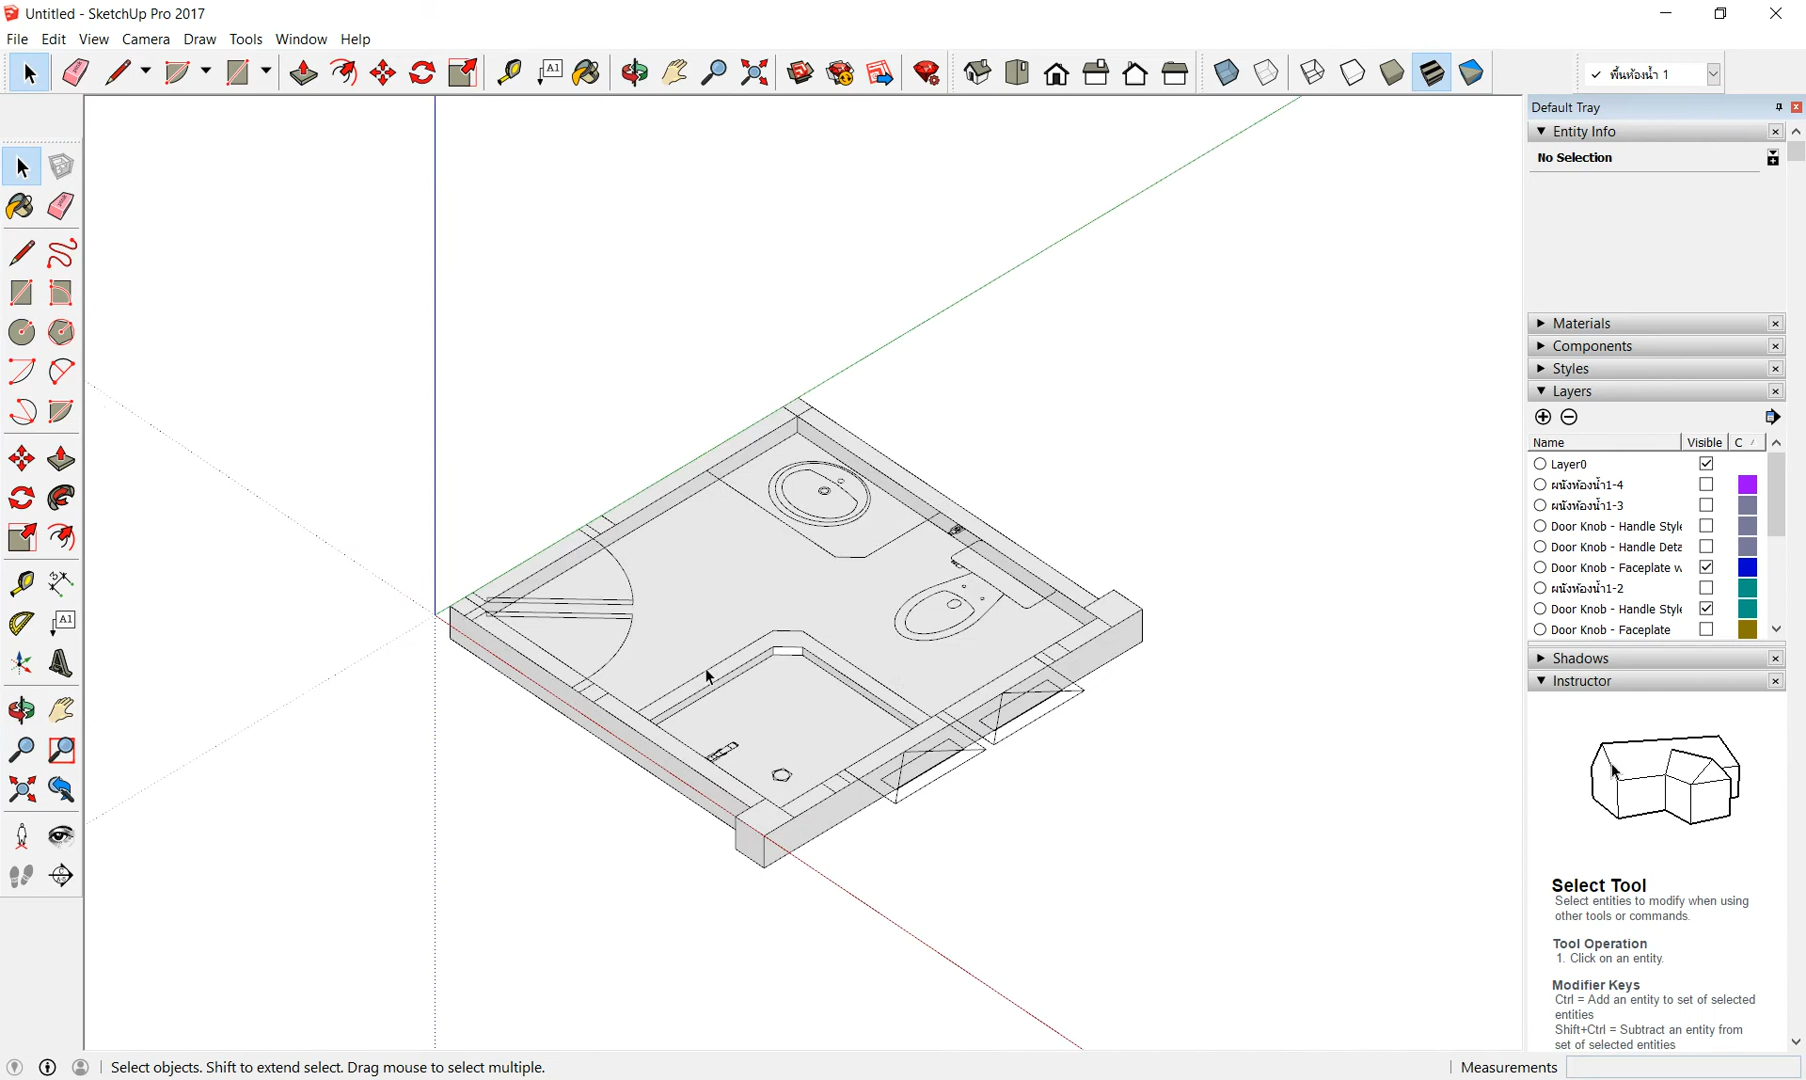 Untitled - SketchUp Pro 2017
File Edit View Camera Draw Tools Window Help
A1
✓ พื้นห้องน้ำ 1
Default Tray
Entity Info
No Selection
Materials
Components
Styles
Layers
Name Visible C
Layer0
ผนังห้องน้ำ1-4
ผนังห้องน้ำ1-3
Door Knob - Handle Style
Door Knob - Handle Deta
Door Knob - Faceplate w
ผนังห้องน้ำ1-2
Door Knob - Handle Style
Door Knob - Faceplate
A1
Shadows
Instructor
Select Tool
Select entities to modify when using
other tools or commands.
Tool Operation
1. Click on an entity.
Modifier Keys
Ctrl = Add an entity to set of selected
entities
Shift+Ctrl = Subtract an entity from
set of selected entities
Select objects. Shift to extend select. Drag mouse to select multiple.
Measurements